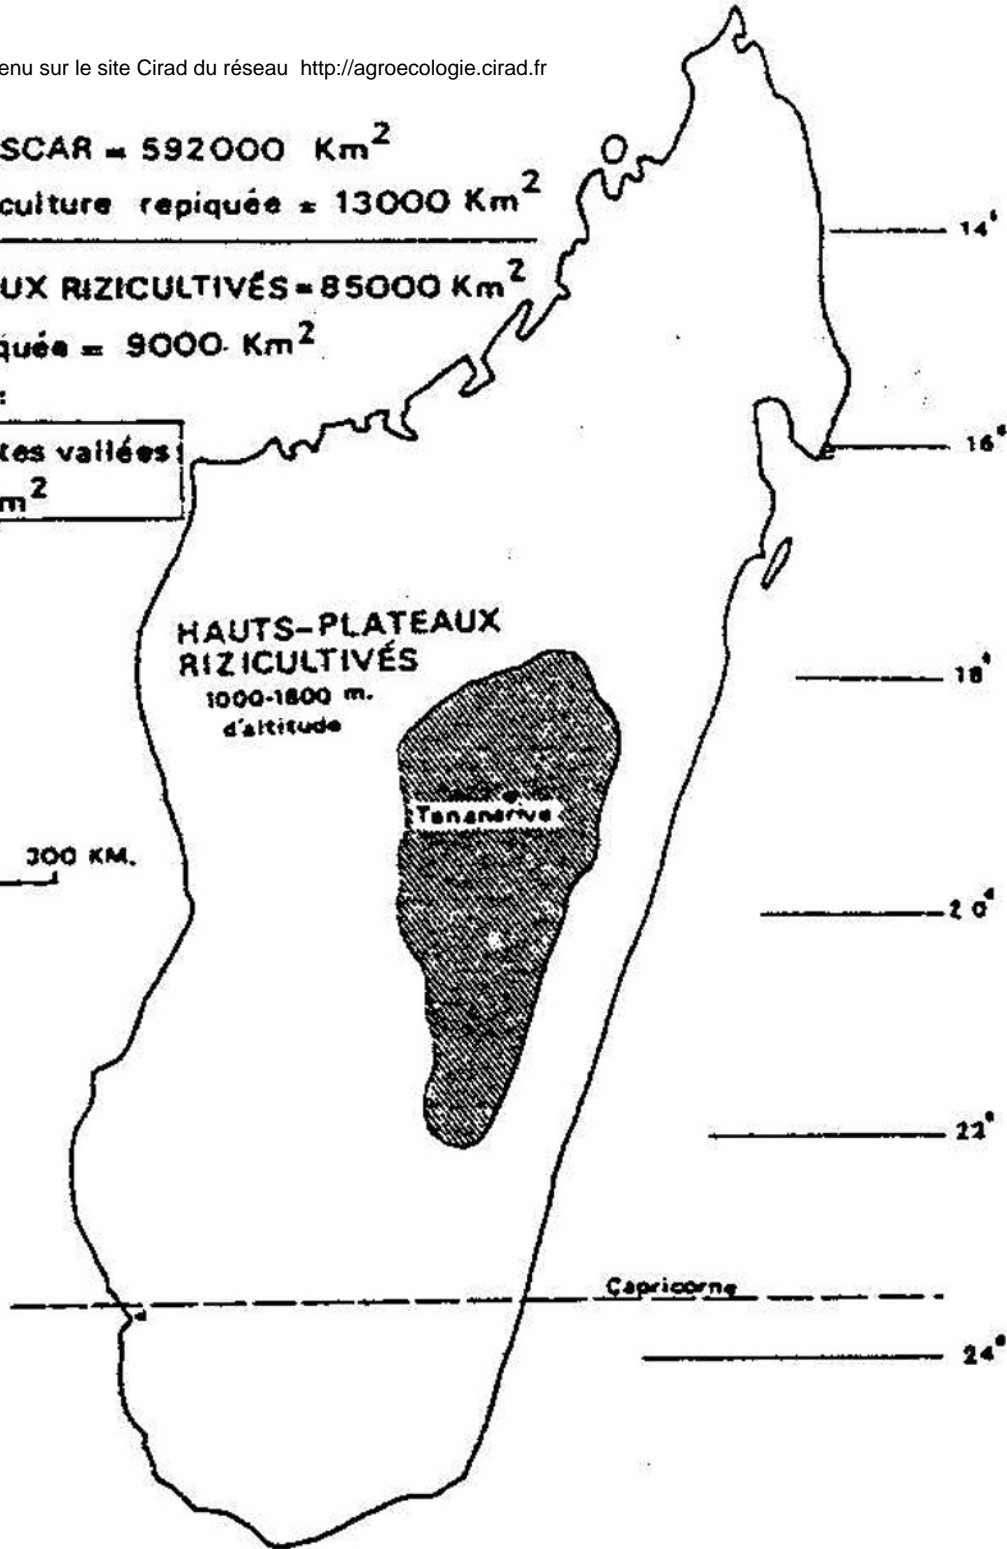 enu sur le site Cirad du réseau http://agroecologie.cirad.fr
SCAR = 592000 Km²
culture repiquée = 13000 Km²
UX RIZICULTIVÉS = 85000 Km²
quée = 9000 Km²
:
tes vallées :
m²
14°
16°
HAUTS-PLATEAUX
RIZICULTIVÉS
1000-1800 m.
d'altitude
18°
Tananarive
300 KM.
20°
22°
Capricorne
24°